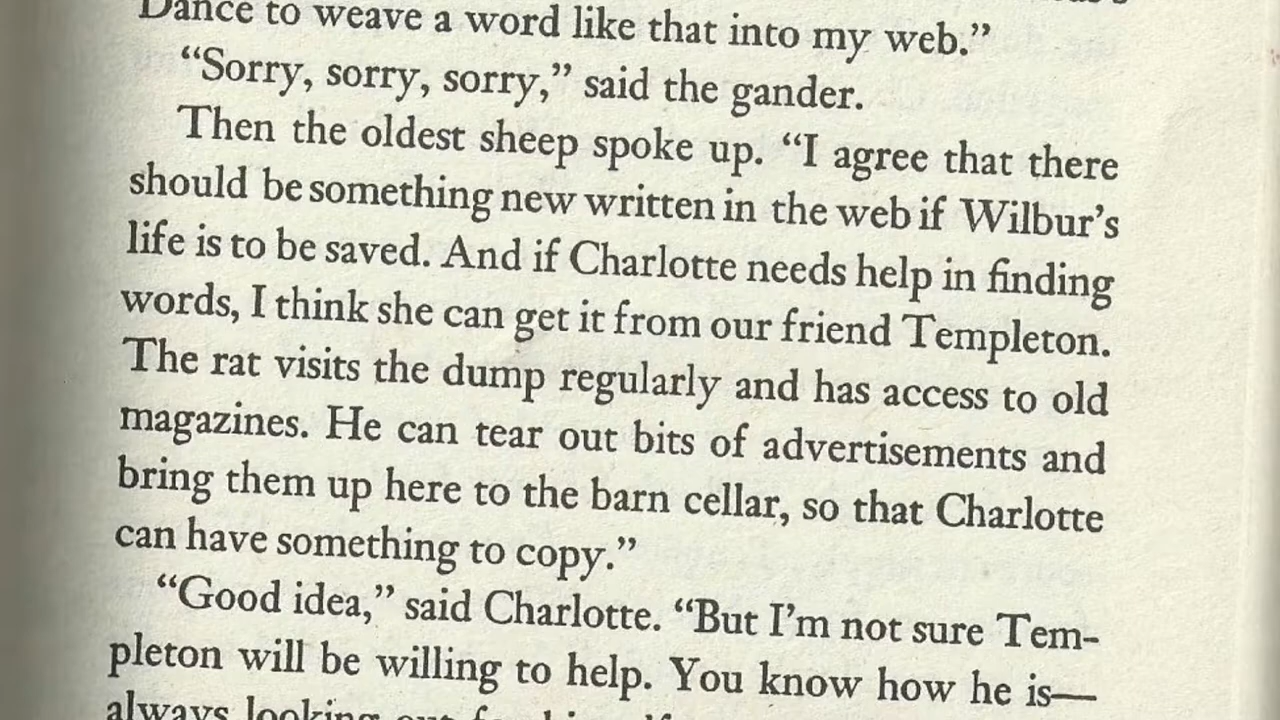 Dance to weave a word like that into my web.”
“Sorry, sorry, sorry,” said the gander.
Then the oldest sheep spoke up. “I agree that there
should be something new written in the web if Wilbur’s
life is to be saved. And if Charlotte needs help in finding
words, I think she can get it from our friend Templeton.
The rat visits the dump regularly and has access to old
magazines. He can tear out bits of advertisements and
bring them up here to the barn cellar, so that Charlotte
can have something to copy.”
“Good idea,” said Charlotte. “But I’m not sure Tem-
pleton will be willing to help. You know how he is—
always looking out for